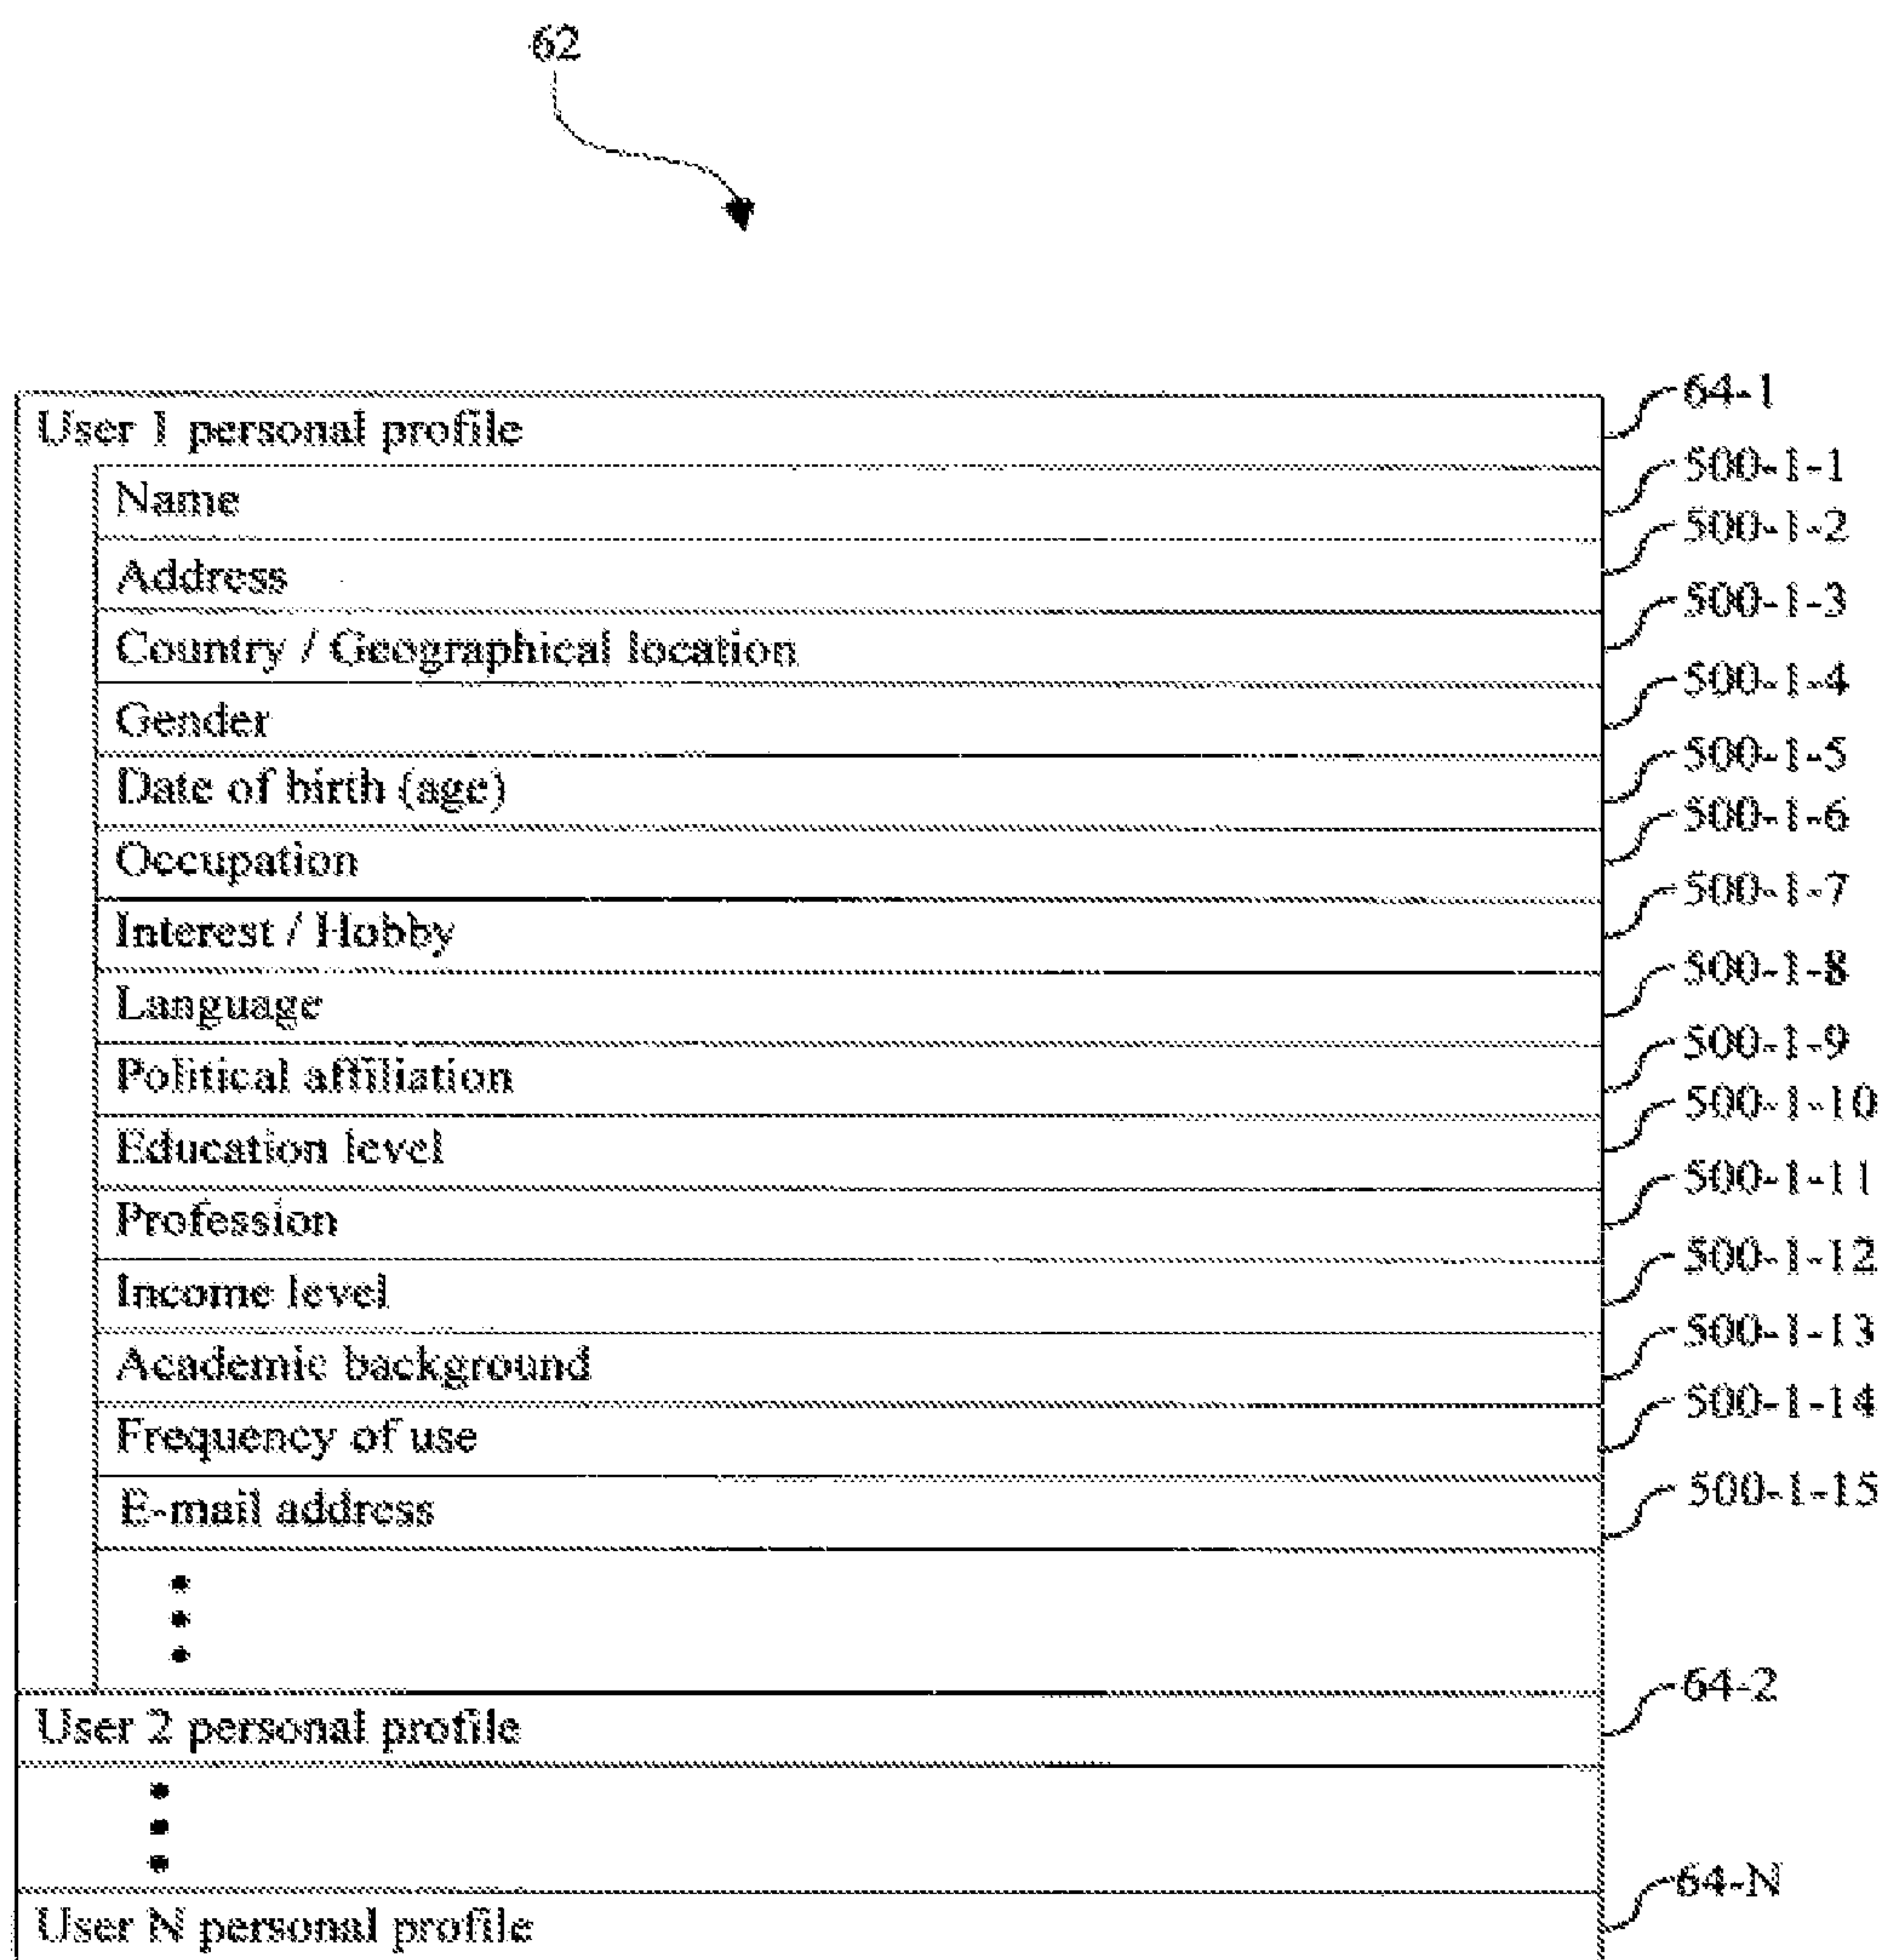 62
User 1 personal profile 64-1
Name 500-1-1
Address 500-1-2
Country / Geographical location 500-1-3
Gender 500-1-4
Date of birth (age) 500-1-5
Occupation 500-1-6
Interest / Hobby 500-1-7
Language 500-1-8
Political affiliation 500-1-9
Education level 500-1-10
Profession 500-1-11
Income level 500-1-12
Academic background 500-1-13
Frequency of use 500-1-14
E-mail address 500-1-15
User 2 personal profile 64-2
User N personal profile 64-N